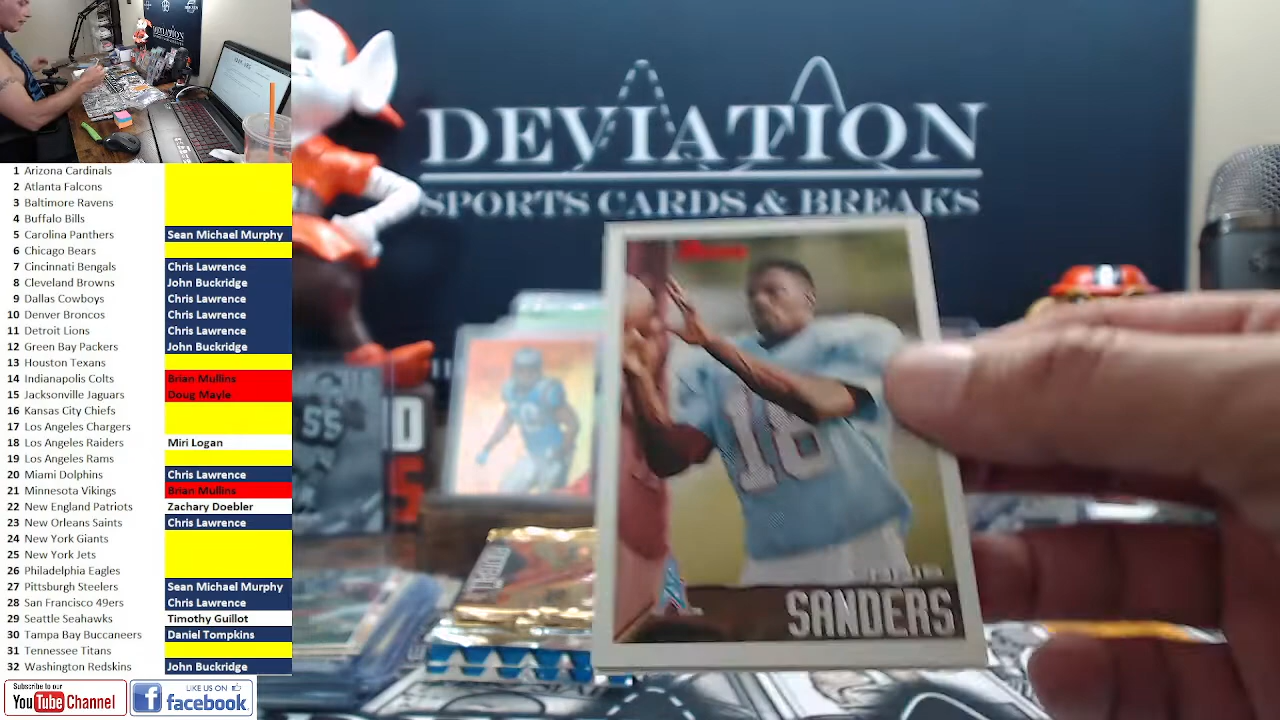 1 Arizona Cardinals
2 Atlanta Falcons
3 Baltimore Ravens
4 Buffalo Bills
5 Carolina Panthers Sean Michael Murphy
6 Chicago Bears
7 Cincinnati Bengals Chris Lawrence
8 Cleveland Browns John Buckridge
9 Dallas Cowboys Chris Lawrence
10 Denver Broncos Chris Lawrence
11 Detroit Lions Chris Lawrence
12 Green Bay Packers John Buckridge
13 Houston Texans
14 Indianapolis Colts Brian Mullins
15 Jacksonville Jaguars Doug Mayle
16 Kansas City Chiefs
17 Los Angeles Chargers
18 Los Angeles Raiders Miri Logan
19 Los Angeles Rams
20 Miami Dolphins Chris Lawrence
21 Minnesota Vikings Brian Mullins
22 New England Patriots Zachary Doebler
23 New Orleans Saints Chris Lawrence
24 New York Giants
25 New York Jets
26 Philadelphia Eagles
27 Pittsburgh Steelers Sean Michael Murphy
28 San Francisco 49ers Chris Lawrence
29 Seattle Seahawks Timothy Guillot
30 Tampa Bay Buccaneers Daniel Tompkins
31 Tennessee Titans
32 Washington Redskins John Buckridge
Subscribe to our
YouTube Channel
LIKE US ON
facebook
DEVIATION
SPORTS CARDS & BREAKS
55
18
SANDERS